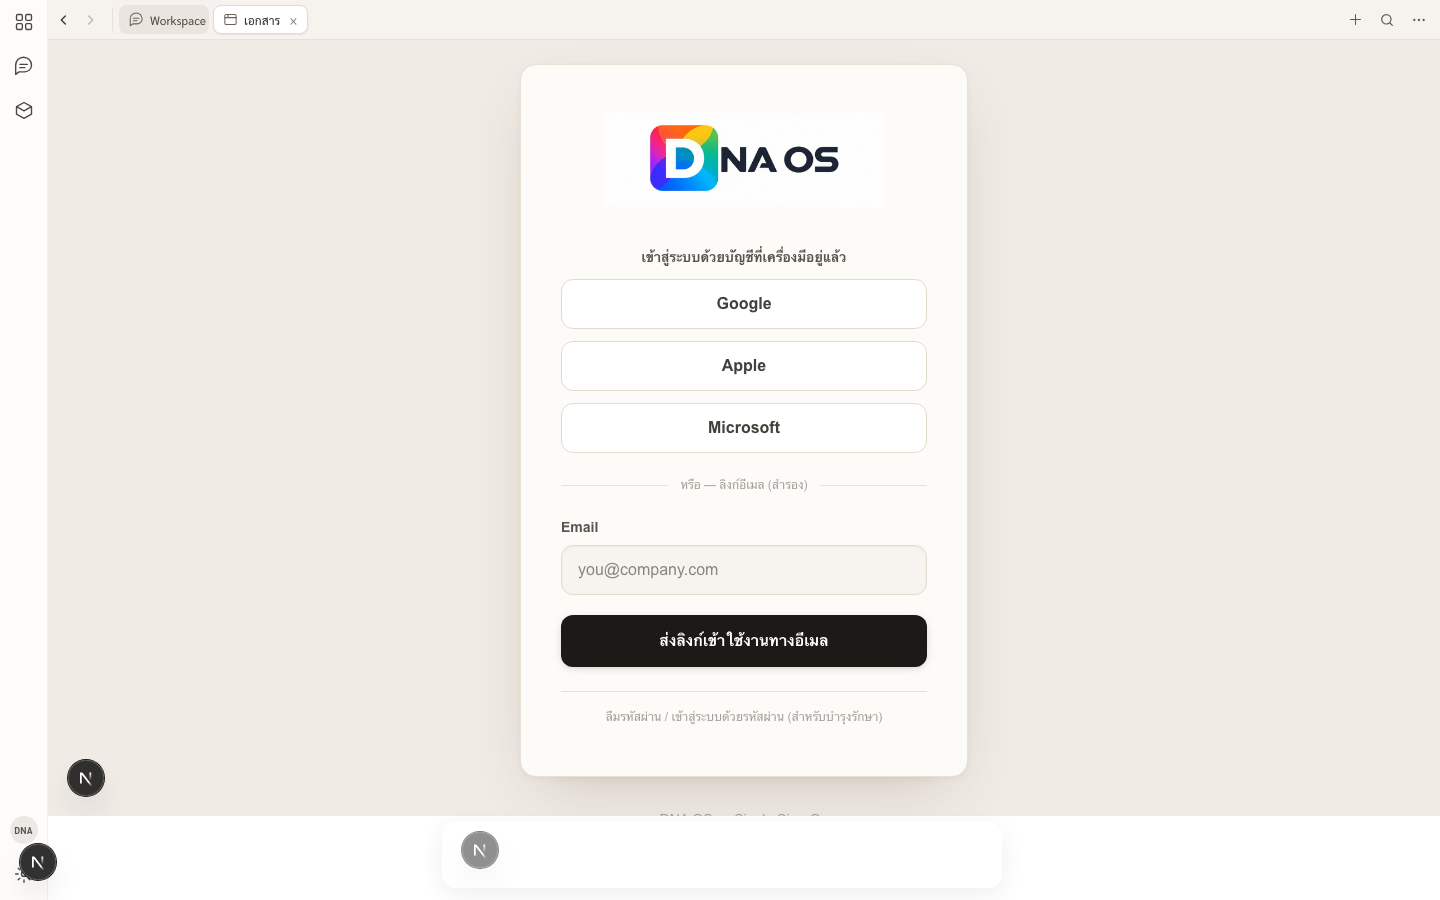 Workspace
เอกสาร
DNA OS
เข้าสู่ระบบด้วยบัญชีที่เครื่องมีอยู่แล้ว
Google
Apple
Microsoft
หรือ — ลิงก์อีเมล (สำรอง)
Email
you@company.com
ส่งลิงก์เข้าใช้งานทางอีเมล
ลืมรหัสผ่าน / เข้าสู่ระบบด้วยรหัสผ่าน (สำหรับบำรุงรักษา)
DNA